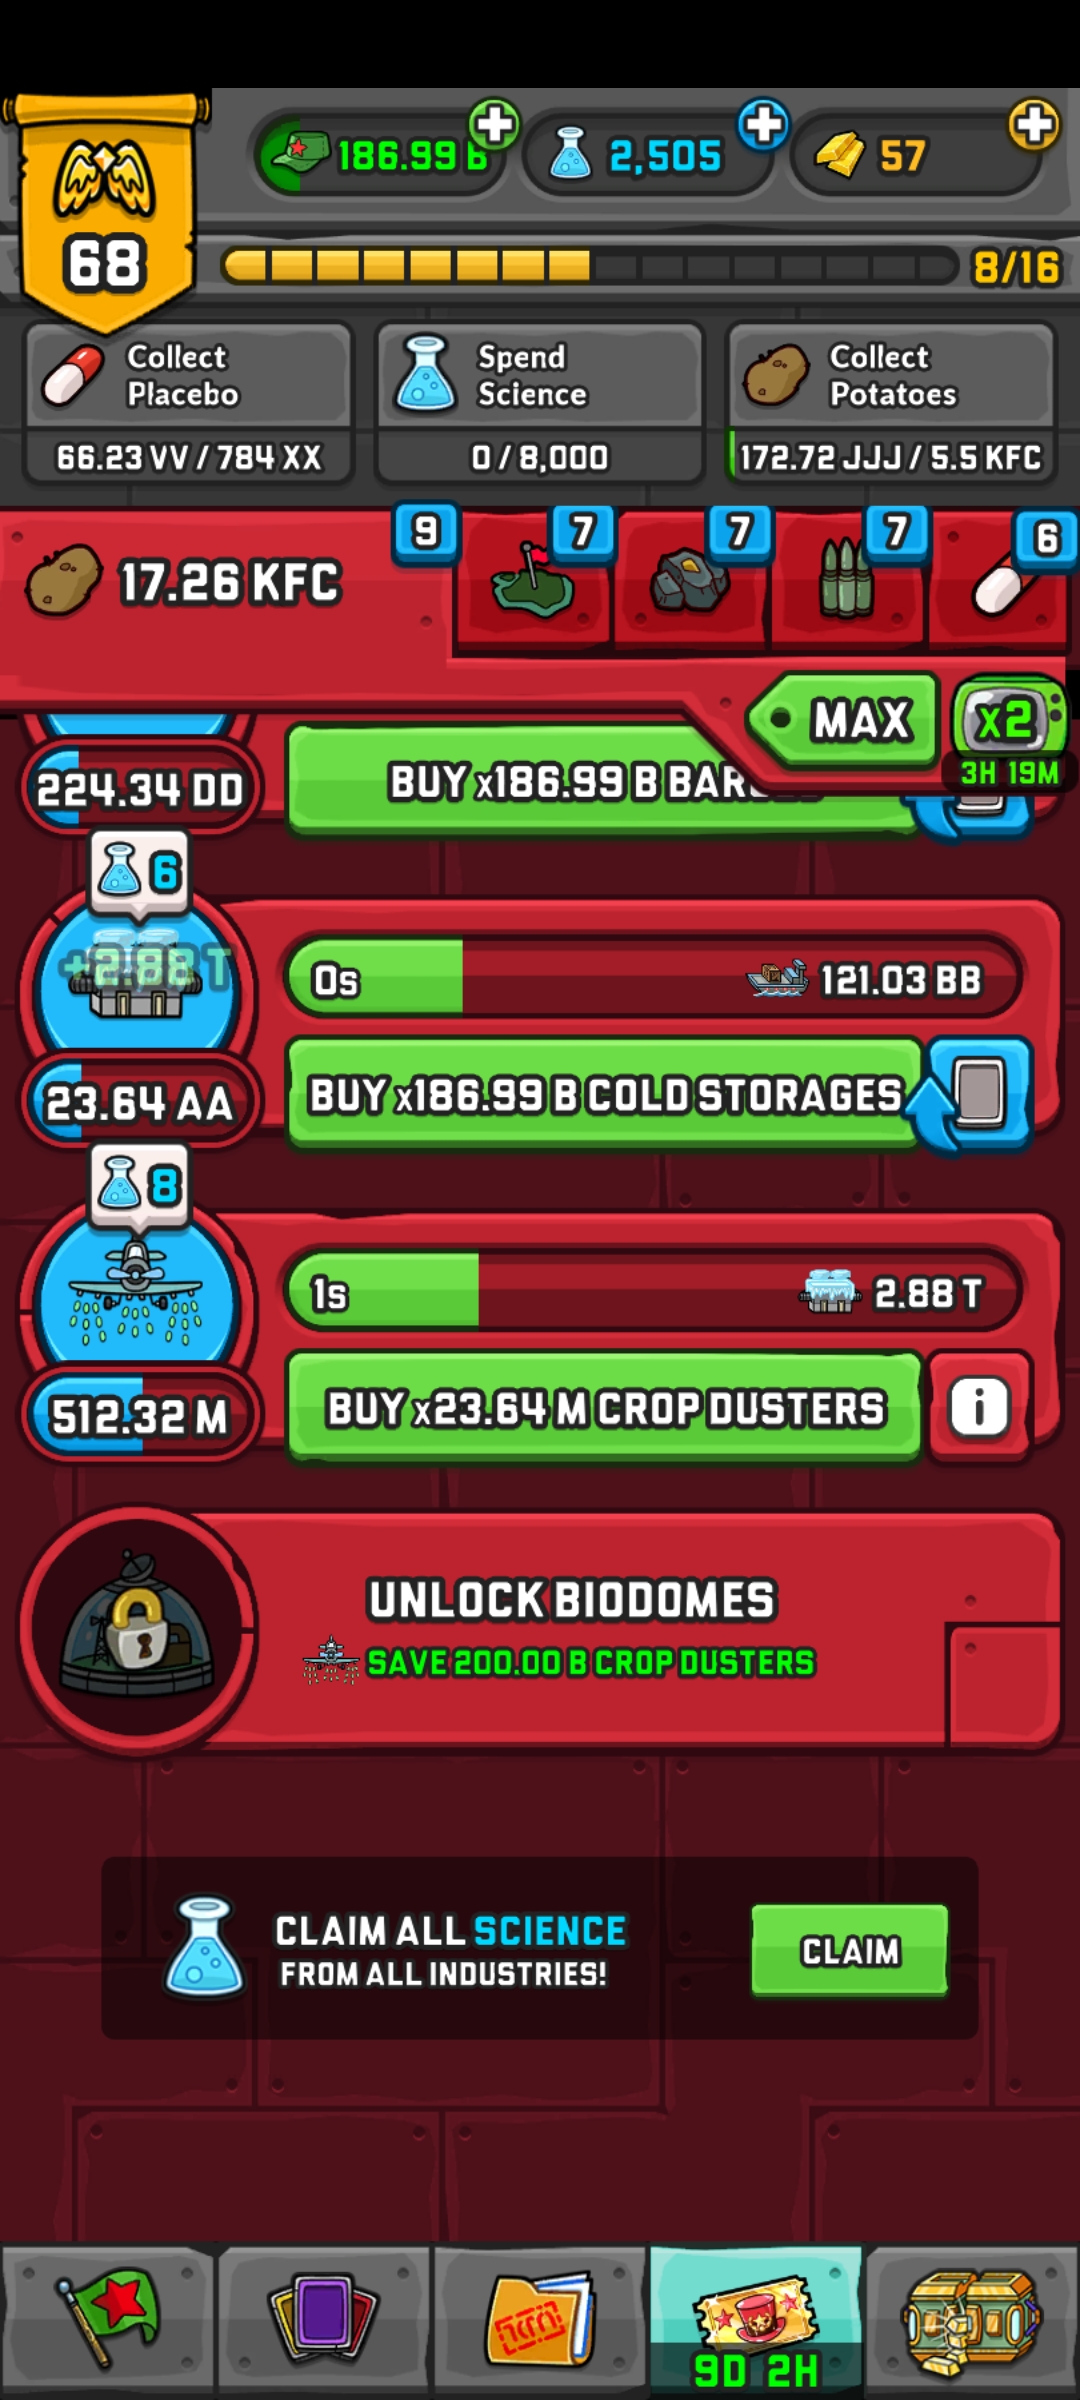 186.99 B
2,505
57
68
8/16
Collect
Placebo
66.23 VV / 784 XX
Spend
Science
0 / 8,000
Collect
Potatoes
172.72 JJJ / 5.5 KFC
17.26 KFC
9
7
7
7
6
MAX
x2
3H 19M
224.34 DD
BUY x186.99 B
6
+2.88 T
0s
121.03 BB
23.64 AA
BUY x186.99 B COLD STORAGES
8
1s
2.88 T
512.32 M
BUY x23.64 M CROP DUSTERS
i
UNLOCK BIODOMES
SAVE 200.00 B CROP DUSTERS
CLAIM ALL SCIENCE
FROM ALL INDUSTRIES!
CLAIM
9D 2H